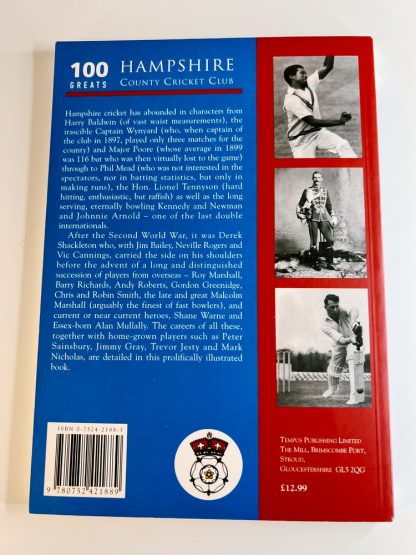 100
GREATS
HAMPSHIRE
COUNTY CRICKET CLUB
Hampshire cricket has abounded in characters from
Harry Baldwin (of vast waist measurements), the
irascible Captain Wynyard (who, when captain of
the club in 1897, played only three matches for the
county) and Major Poore (whose average in 1899
was 116 but who was then virtually lost to the game)
through to Phil Mead (who was not interested in the
spectators, nor in batting statistics, but only in
making runs), the Hon. Lionel Tennyson (hard
hitting, enthusiastic, but raffish) as well as the long
serving, eternally bowling Kennedy and Newman
and Johnnie Arnold – one of the last double
internationals.
After the Second World War, it was Derek
Shackleton who, with Jim Bailey, Neville Rogers and
Vic Cannings, carried the side on his shoulders
before the advent of a long and distinguished
succession of players from overseas – Roy Marshall,
Barry Richards, Andy Roberts, Gordon Greenidge,
Chris and Robin Smith, the late and great Malcolm
Marshall (arguably the finest of fast bowlers), and
current or near current heroes, Shane Warne and
Essex-born Alan Mullally. The careers of all these,
together with home-grown players such as Peter
Sainsbury, Jimmy Gray, Trevor Jesty and Mark
Nicholas, are detailed in this prolifically illustrated
book.
ISBN 0-7524-2188-3
9 780752 421889
TEMPUS PUBLISHING LIMITED
THE MILL, BRIMSCOMBE PORT,
STROUD,
GLOUCESTERSHIRE GL5 2QG
£12.99